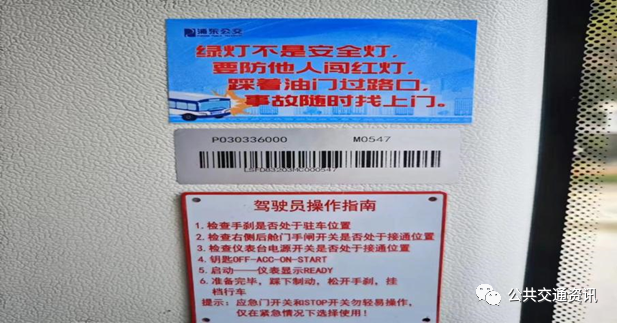 浦东公安
绿灯不是安全灯，
要防他人闯红灯，
踩着油门过路口，
事故随时找上门。
P030336000 M0547
LSFD03203MC000547
驾驶员操作指南
1.检查手刹是否处于驻车位置
2.检查右侧后舱门手闸开关是否处于接通位置
3.检查仪表台电源开关是否处于接通位置
4.钥匙OFF-ACC-ON-START
5.启动——仪表显示READY
6.准备完毕，踩下制动，松开手刹，挂
档行车
提示：应急门开关和STOP开关勿轻易操作，
仅在紧急情况下选择使用！
公共交通资讯